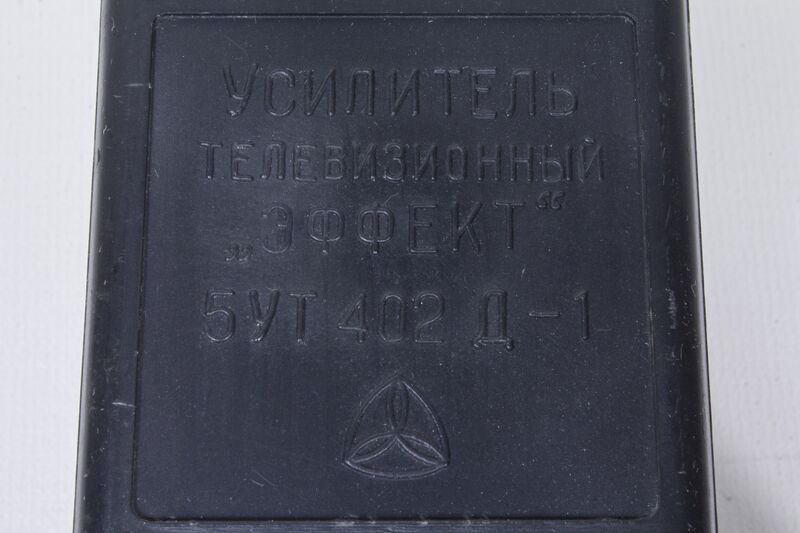 УСИЛИТЕЛЬ
ТЕЛЕВИЗИОННЫЙ
„ЭФФЕКТ“
5УТ 402 Д-1